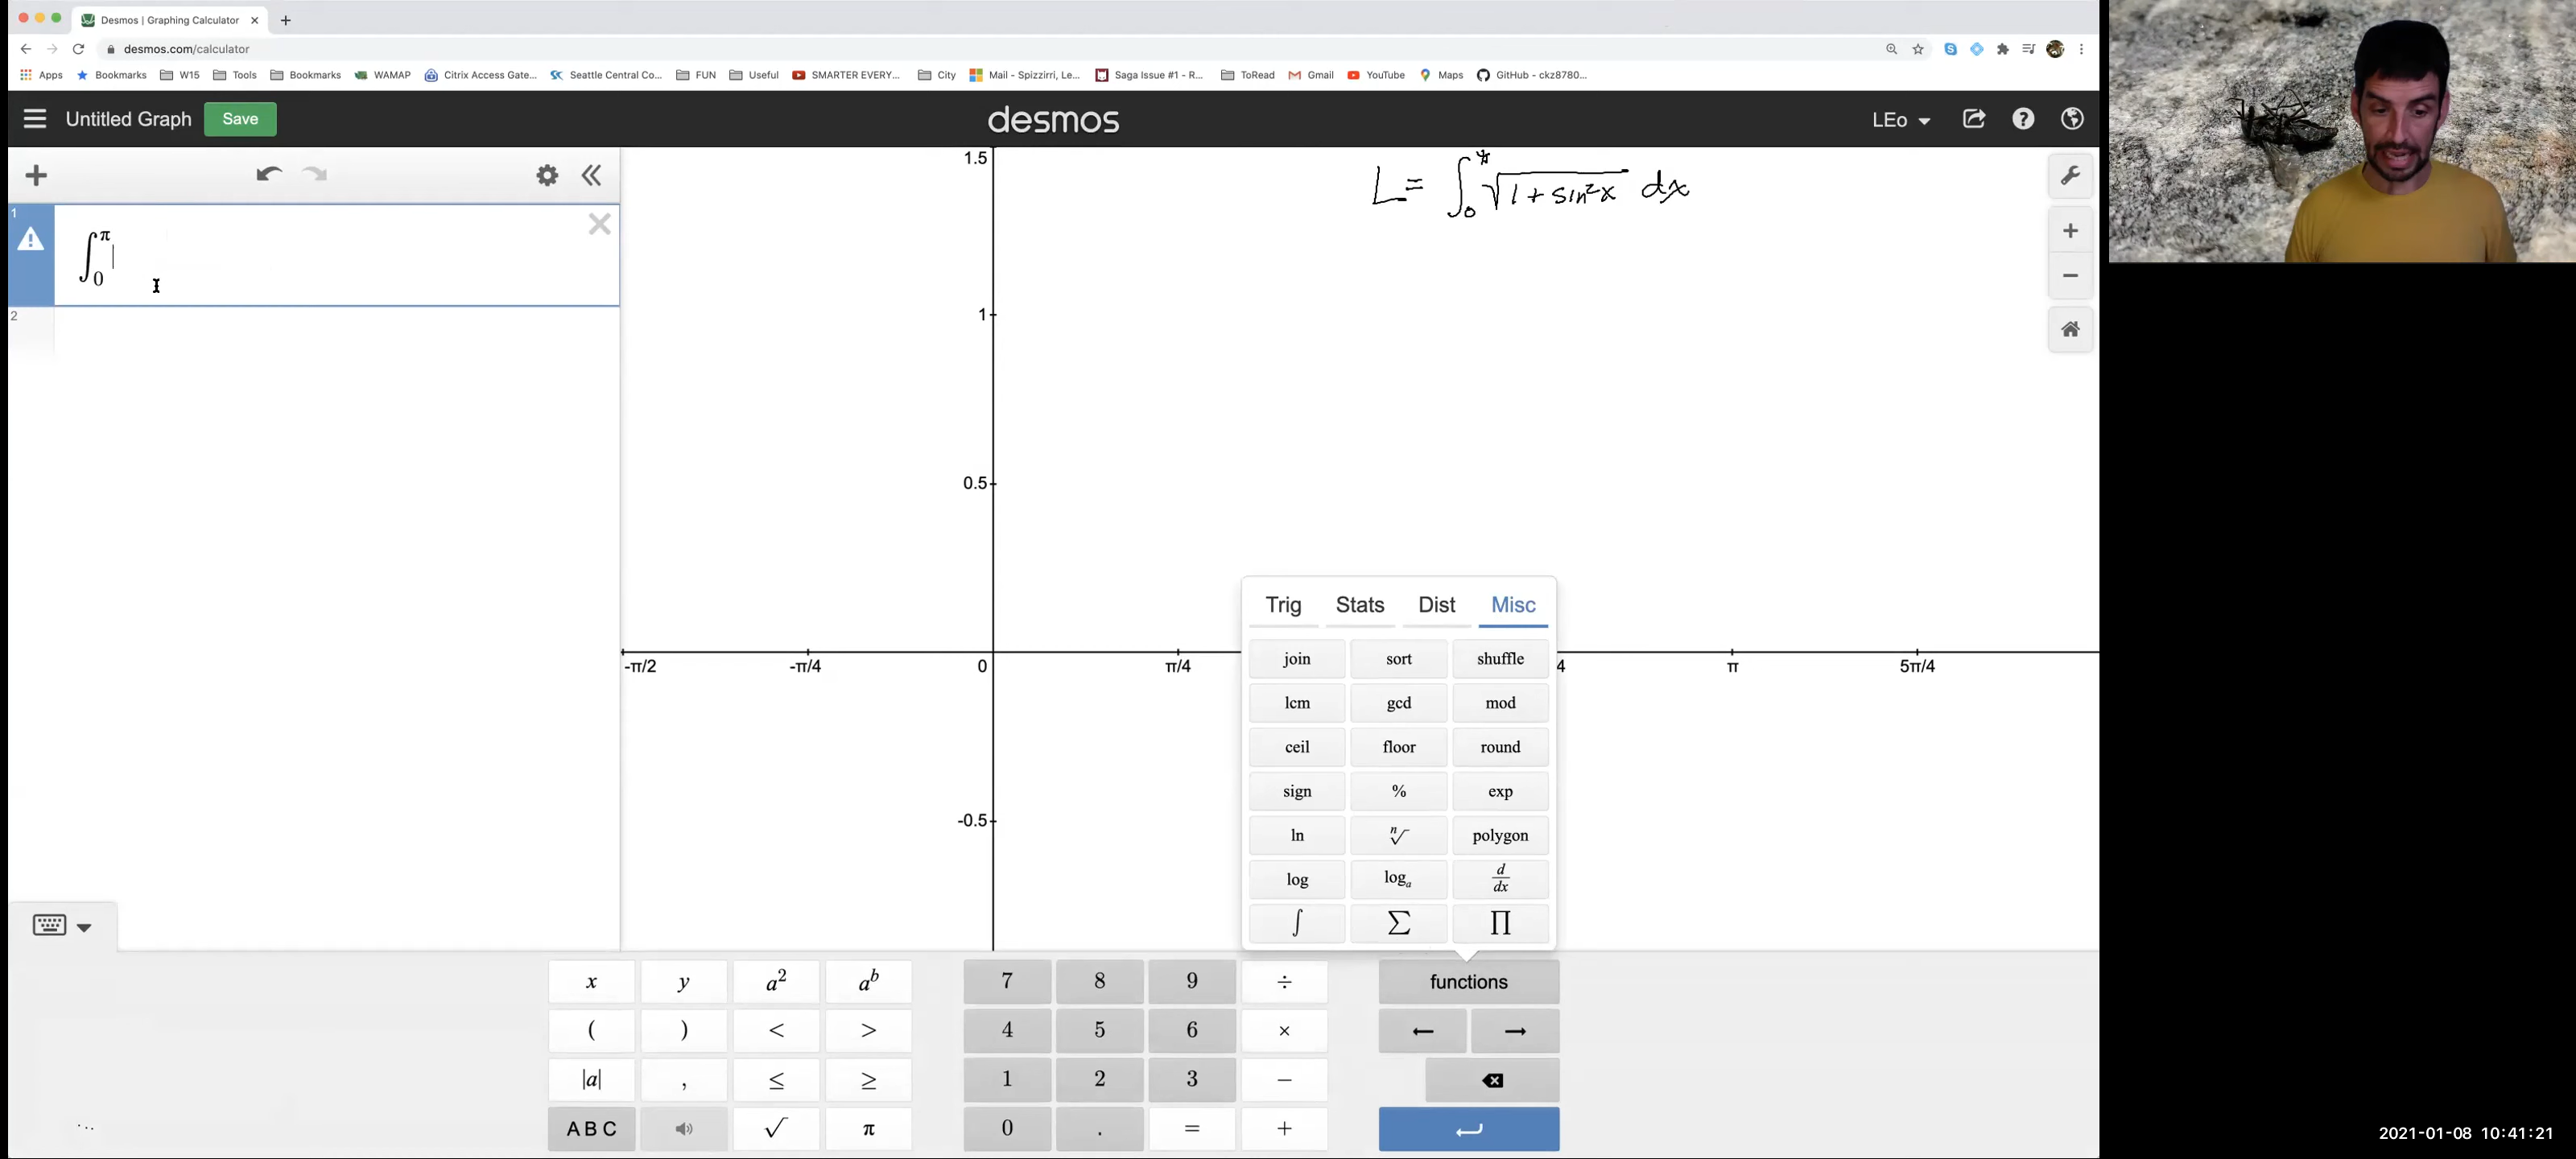 Desmos | Graphing Calculator
desmos.com/calculator
Apps Bookmarks W15 Tools Bookmarks WAMAP Citrix Access Gate... Seattle Central Co... FUN Useful SMARTER EVERY... City Mail - Spizzirri, Le... Saga Issue #1 - R... ToRead Gmail YouTube Maps GitHub - ckz8780...
Untitled Graph Save desmos LEo
1
∫₀^π
2
L = ∫₀^π √(1 + sin²x) dx
1.5
1
0.5
-π/2 -π/4 0 π/4 4 π 5π/4
-0.5
Trig Stats Dist Misc
join sort shuffle
lcm gcd mod
ceil floor round
sign % exp
ln ⁿ√ polygon
log logₐ d/dx
∫ ∑ ∏
x y a² aᵇ 7 8 9 ÷ functions
( ) < > 4 5 6 × ← →
|a| , ≤ ≥ 1 2 3 −
A B C √ π 0 . = +
...
2021-01-08 10:41:21